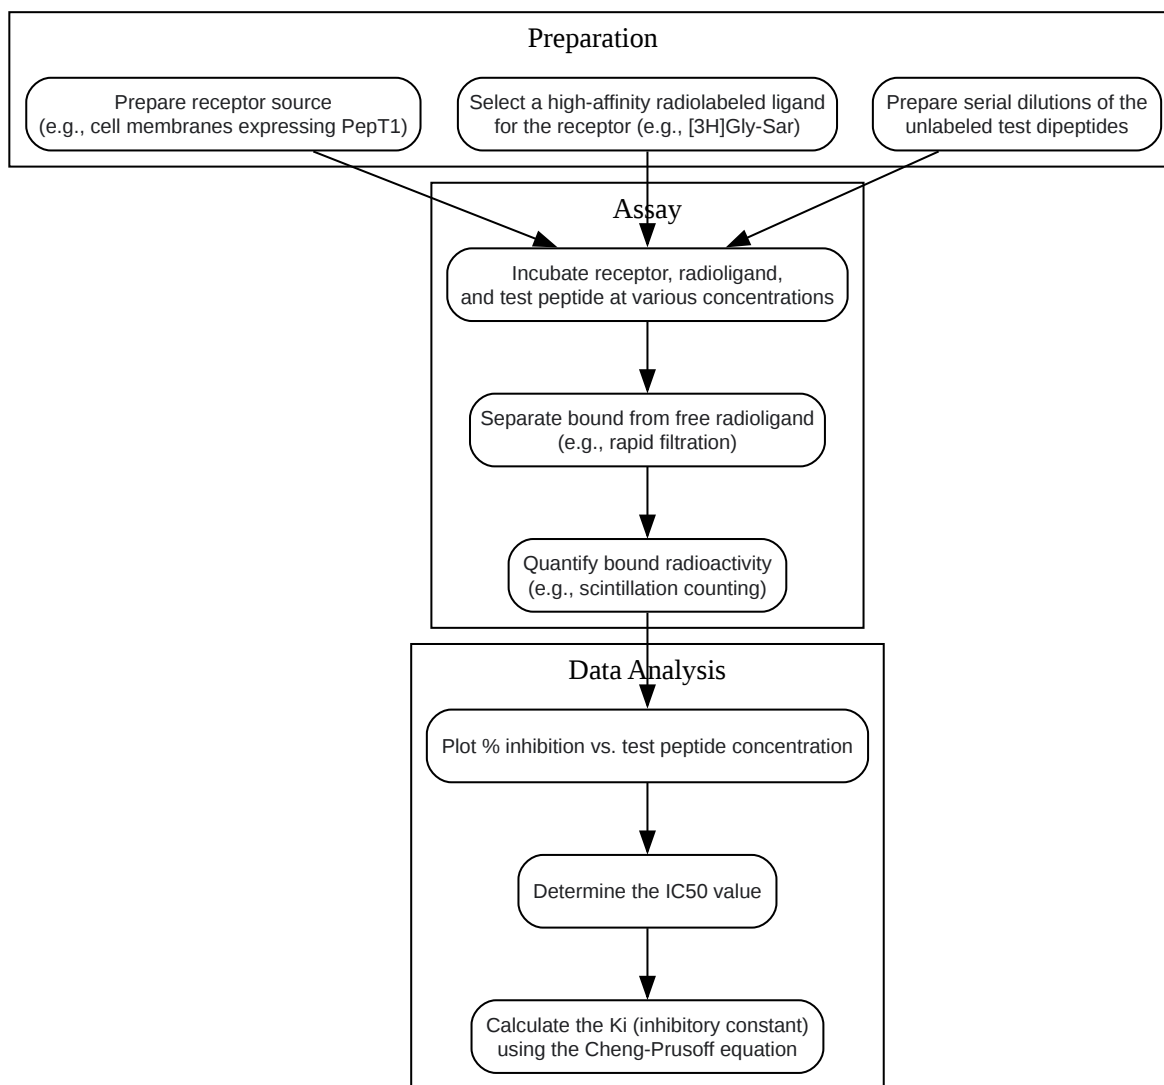 Preparation
Prepare receptor source
(e.g., cell membranes expressing PepT1)
Select a high-affinity radiolabeled ligand
for the receptor (e.g., [3H]Gly-Sar)
Prepare serial dilutions of the
unlabeled test dipeptides
Assay
Incubate receptor, radioligand,
and test peptide at various concentrations
Separate bound from free radioligand
(e.g., rapid filtration)
Quantify bound radioactivity
(e.g., scintillation counting)
Data Analysis
Plot % inhibition vs. test peptide concentration
Determine the IC50 value
Calculate the Ki (inhibitory constant)
using the Cheng-Prusoff equation